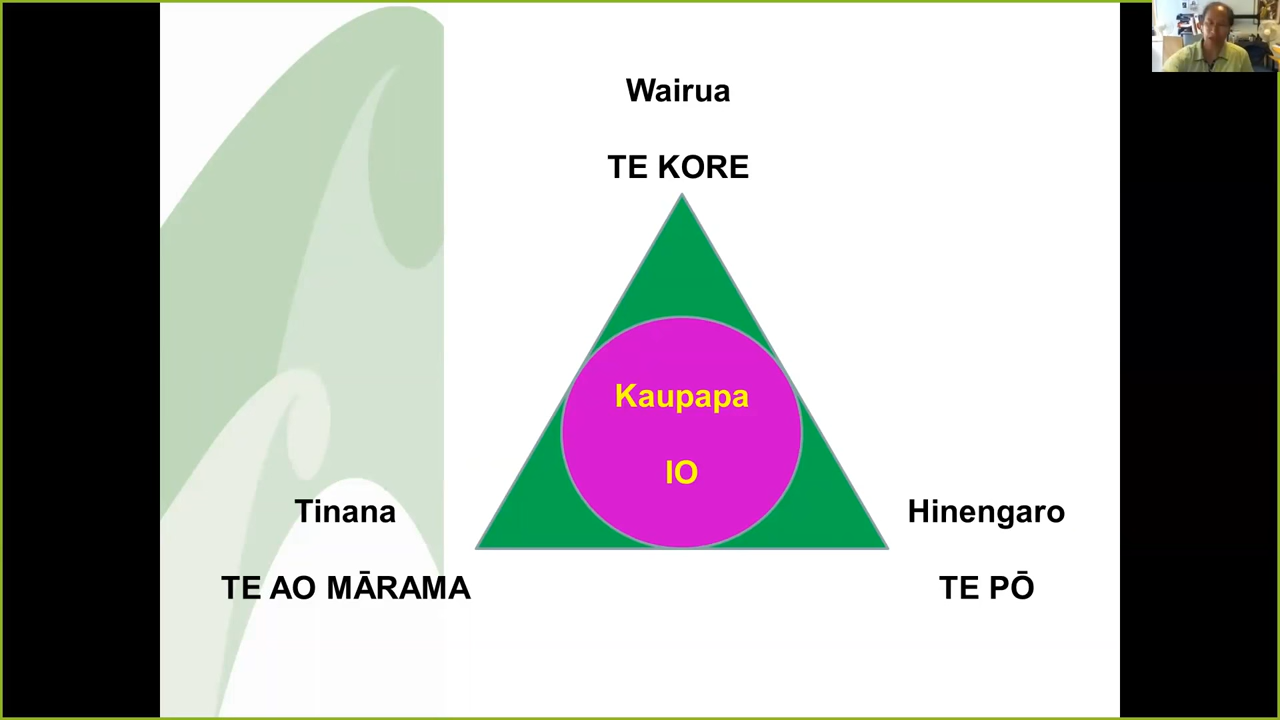 Wairua
TE KORE
Kaupapa
IO
Tinana
TE AO MĀRAMA
Hinengaro
TE PŌ